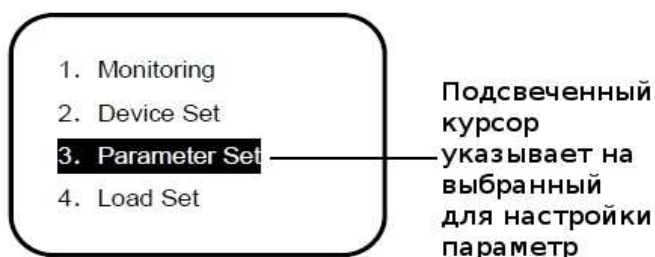 1. Monitoring
2. Device Set
3. Parameter Set
4. Load Set
Подсвеченный
курсор
указывает на
выбранный
для настройки
параметр